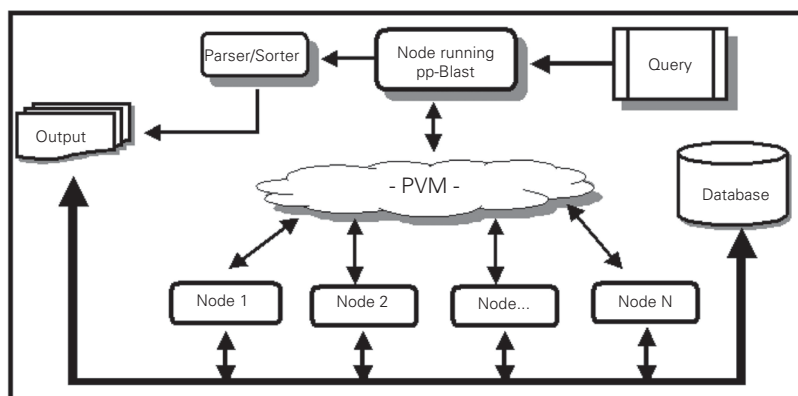 Parser/Sorter
Node running
pp-Blast
Query
Output
- PVM -
Database
Node 1
Node 2
Node...
Node N